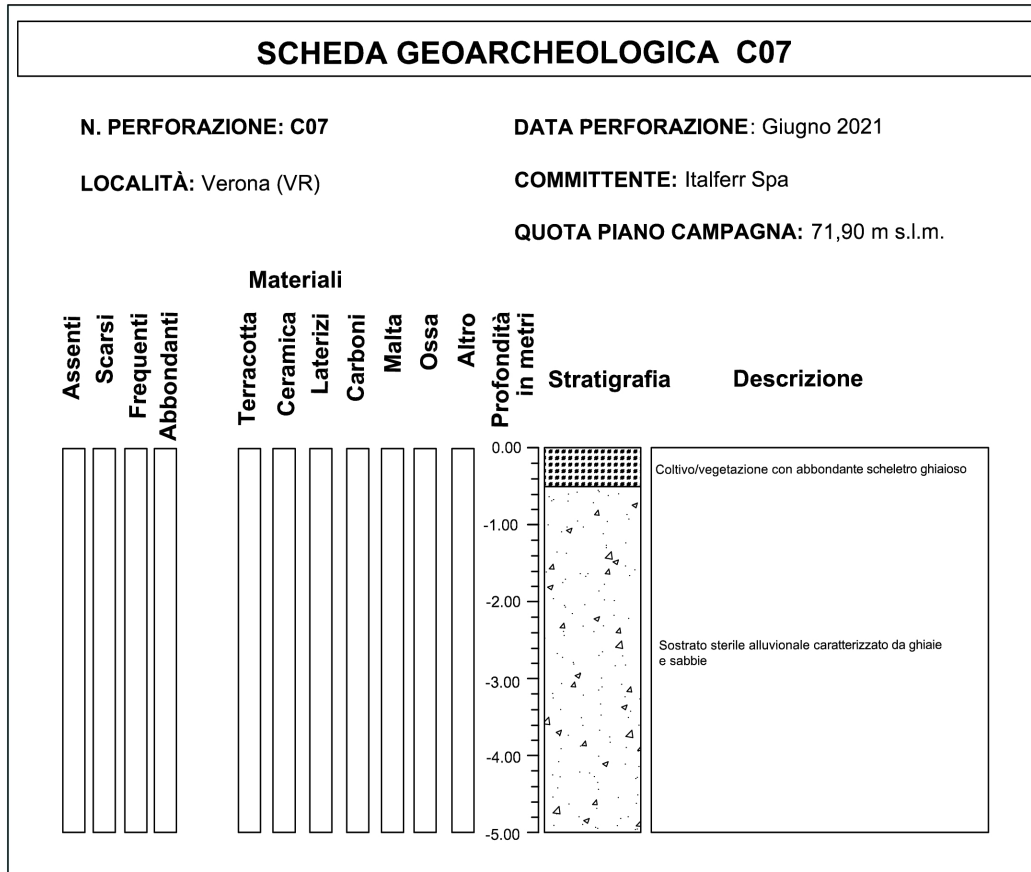 SCHEDA GEOARCHEOLOGICA C07
N. PERFORAZIONE: C07
DATA PERFORAZIONE: Giugno 2021
LOCALITÀ: Verona (VR)
COMMITTENTE: Italferr Spa
QUOTA PIANO CAMPAGNA: 71,90 m s.l.m.
Materiali
Assenti
Scarsi
Frequenti
Abbondanti
Terracotta
Ceramica
Laterizi
Carboni
Malta
Ossa
Altro
Profondità
in metri
Stratigrafia
Descrizione
0.00
Coltivo/vegetazione con abbondante scheletro ghiaioso
-1.00
-2.00
Sostrato sterile alluvionale caratterizzato da ghiaie
e sabbie
-3.00
-4.00
-5.00